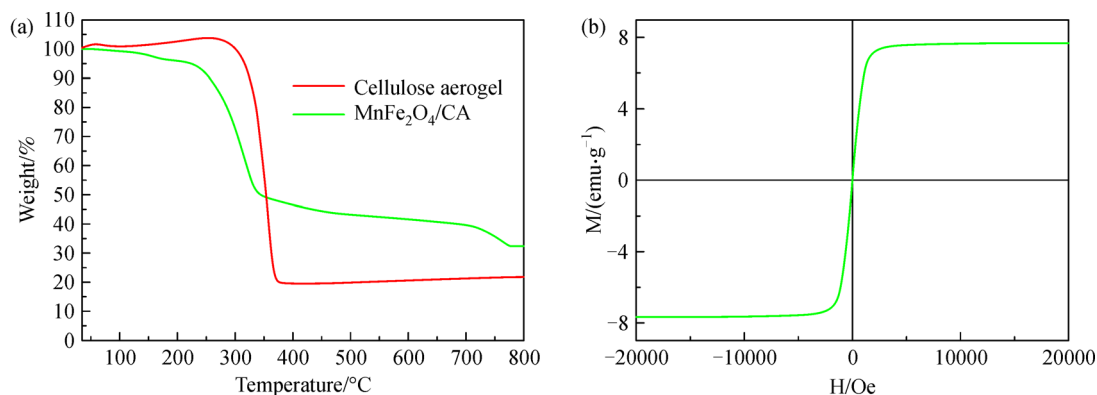 (a)
110
100
90
80
70
60
50
40
30
20
10
0
Weight/%
Cellulose aerogel
MnFe₂O₄/CA
100 200 300 400 500 600 700 800
Temperature/°C
(b)
8
4
0
−4
−8
M/(emu·g⁻¹)
−20000 −10000 0 10000 20000
H/Oe